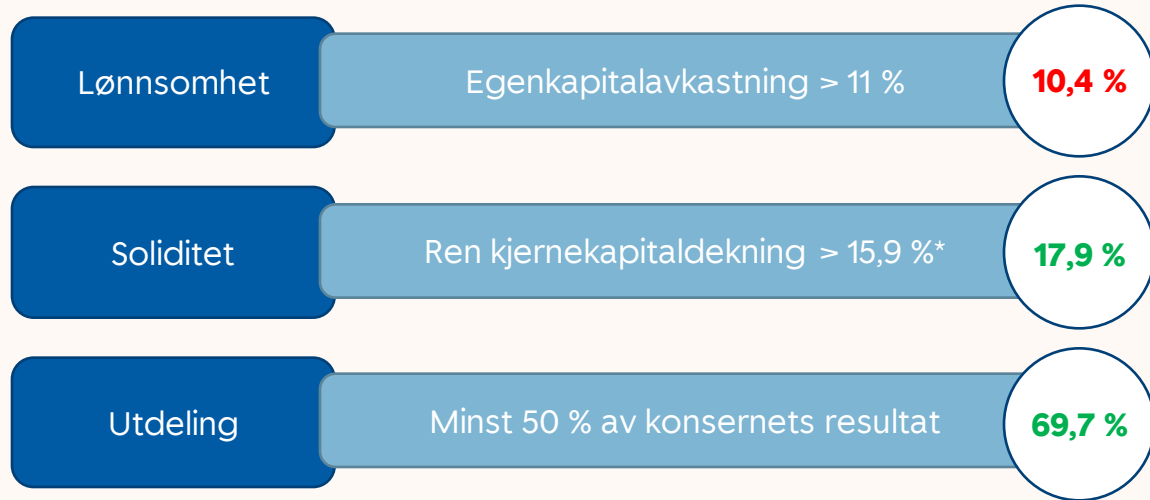 Lønnsomhet
Egenkapitalavkastning > 11 %
10,4 %
Soliditet
Ren kjernekapitaldekning > 15,9 %*
17,9 %
Utdeling
Minst 50 % av konsernets resultat
69,7 %